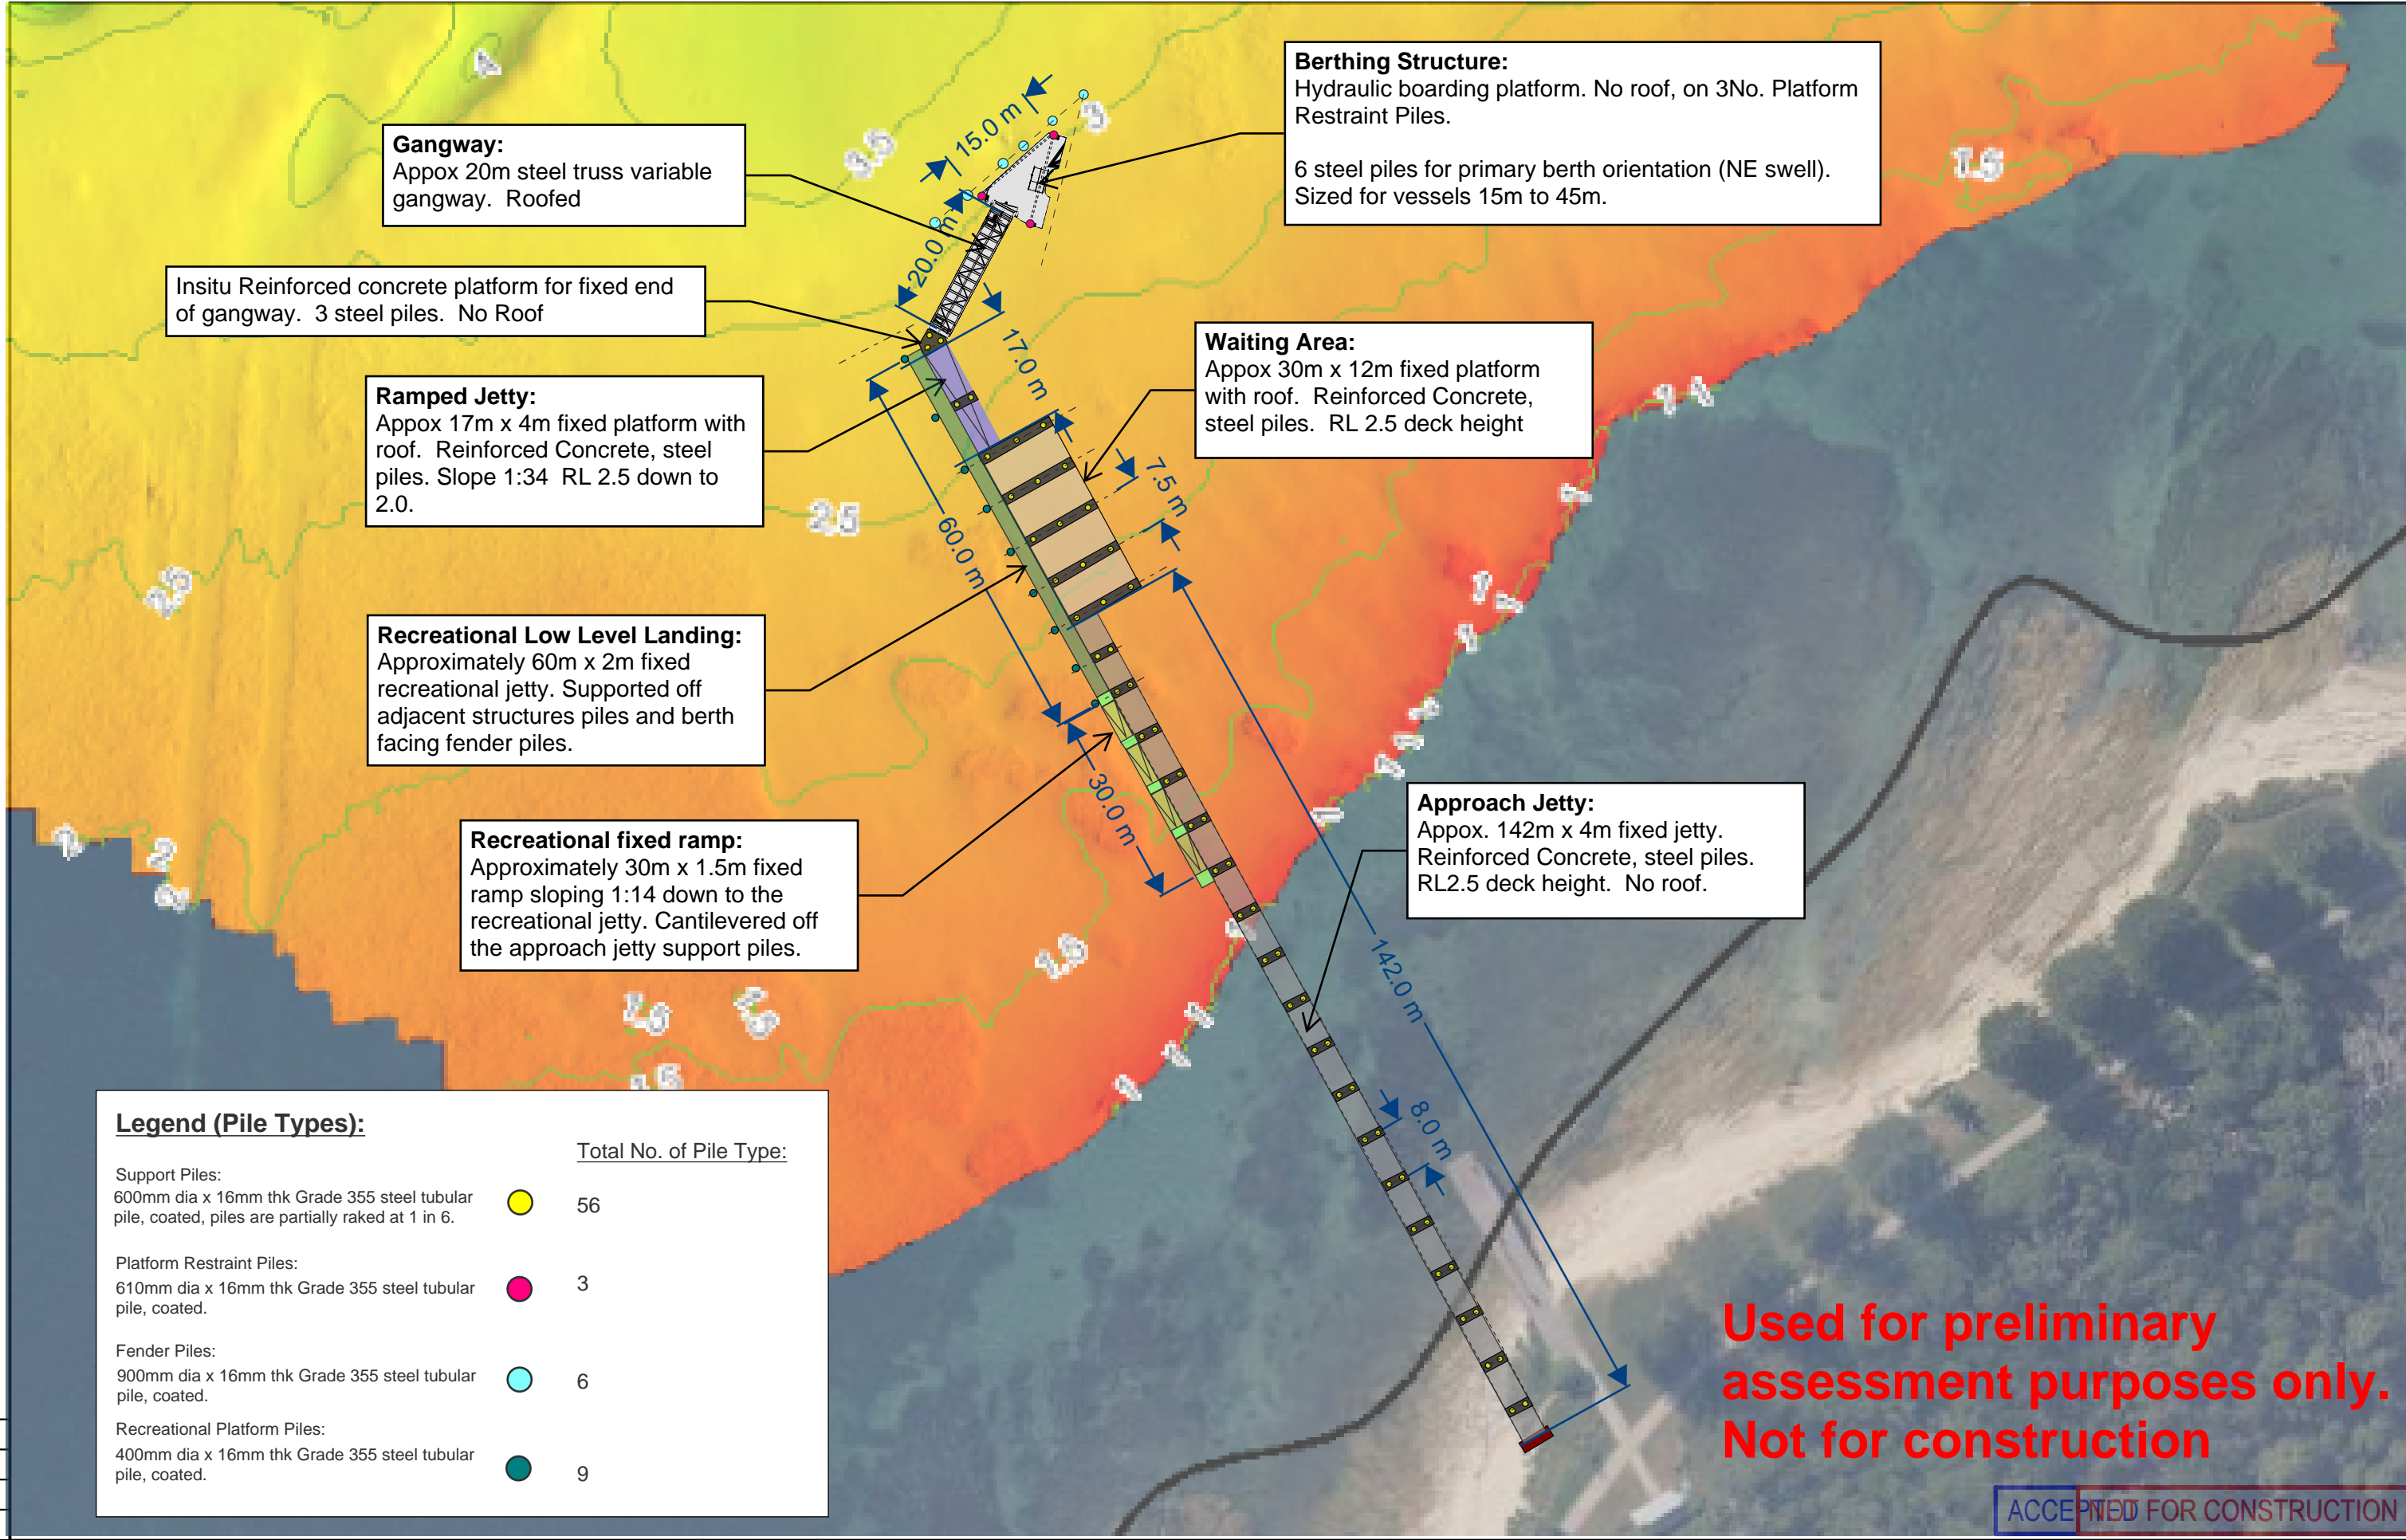 Berthing Structure:
Hydraulic boarding platform. No roof, on 3No. Platform
Restraint Piles.
6 steel piles for primary berth orientation (NE swell).
Sized for vessels 15m to 45m.
Gangway:
Appox 20m steel truss variable
gangway. Roofed
Insitu Reinforced concrete platform for fixed end
of gangway. 3 steel piles. No Roof
Waiting Area:
Appox 30m x 12m fixed platform
with roof. Reinforced Concrete,
steel piles. RL 2.5 deck height
Ramped Jetty:
Appox 17m x 4m fixed platform with
roof. Reinforced Concrete, steel
piles. Slope 1:34 RL 2.5 down to
2.0.
Recreational Low Level Landing:
Approximately 60m x 2m fixed
recreational jetty. Supported off
adjacent structures piles and berth
facing fender piles.
Recreational fixed ramp:
Approximately 30m x 1.5m fixed
ramp sloping 1:14 down to the
recreational jetty. Cantilevered off
the approach jetty support piles.
Approach Jetty:
Appox. 142m x 4m fixed jetty.
Reinforced Concrete, steel piles.
RL2.5 deck height. No roof.
15.0 m
20.0 m
17.0 m
7.5 m
60.0 m
30.0 m
142.0 m
8.0 m
4
3.5
3
2.5
2.5
1.5
Legend (Pile Types):
Total No. of Pile Type:
Support Piles:
600mm dia x 16mm thk Grade 355 steel tubular
pile, coated, piles are partially raked at 1 in 6.
56
Platform Restraint Piles:
610mm dia x 16mm thk Grade 355 steel tubular
pile, coated.
3
Fender Piles:
900mm dia x 16mm thk Grade 355 steel tubular
pile, coated.
6
Recreational Platform Piles:
400mm dia x 16mm thk Grade 355 steel tubular
pile, coated.
9
Used for preliminary
assessment purposes only.
Not for construction
FOR CONSTRUCTION